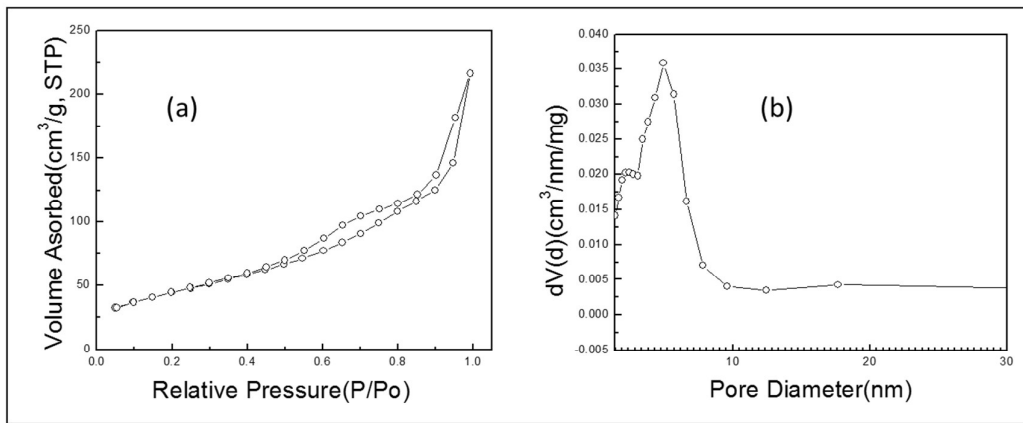 250
200
150
100
50
0
0.0 0.2 0.4 0.6 0.8 1.0
Volume Asorbed(cm³/g, STP)
Relative Pressure(P/Po)
(a)
0.040
0.035
0.030
0.025
0.020
0.015
0.010
0.005
0.000
-0.005
10 20 30
dV(d)(cm³/nm/mg)
Pore Diameter(nm)
(b)